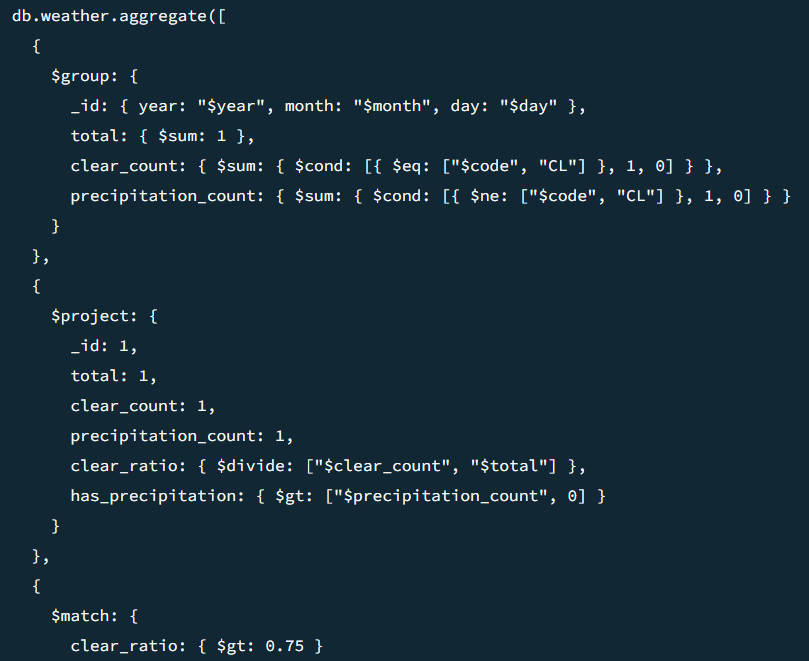 db.weather.aggregate([
  {
    $group: {
      _id: { year: "$year", month: "$month", day: "$day" },
      total: { $sum: 1 },
      clear_count: { $sum: { $cond: [{ $eq: ["$code", "CL"] }, 1, 0] } },
      precipitation_count: { $sum: { $cond: [{ $ne: ["$code", "CL"] }, 1, 0] } }
    }
  },
  {
    $project: {
      _id: 1,
      total: 1,
      clear_count: 1,
      precipitation_count: 1,
      clear_ratio: { $divide: ["$clear_count", "$total"] },
      has_precipitation: { $gt: ["$precipitation_count", 0] }
    }
  },
  {
    $match: {
      clear_ratio: { $gt: 0.75 }